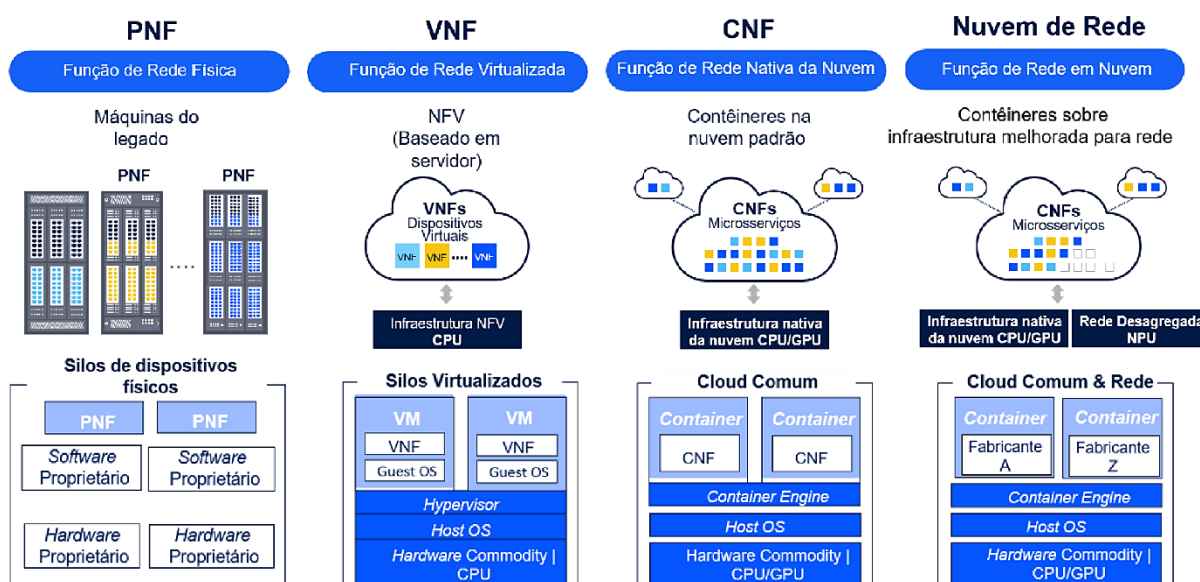 PNF
Função de Rede Física
Máquinas do
legado
PNF
PNF
Silos de dispositivos
físicos
PNF
PNF
Software
Proprietário
Software
Proprietário
Hardware
Proprietário
Hardware
Proprietário
VNF
Função de Rede Virtualizada
NFV
(Baseado em
servidor)
VNFs
Dispositivos
Virtuais
VNF
VNF
VNF
Infraestrutura NFV
CPU
Silos Virtualizados
VM
VNF
Guest OS
VM
VNF
Guest OS
Hypervisor
Host OS
Hardware Commodity |
CPU
CNF
Função de Rede Nativa da Nuvem
Contêineres na
nuvem padrão
CNFs
Microsserviços
Infraestrutura nativa
da nuvem CPU/GPU
Cloud Comum
Container
CNF
Container
CNF
Container Engine
Host OS
Hardware Commodity |
CPU/GPU
Nuvem de Rede
Função de Rede em Nuvem
Contêineres sobre
infraestrutura melhorada para rede
CNFs
Microsserviços
Infraestrutura nativa
da nuvem CPU/GPU
Rede Desagregada
NPU
Cloud Comum & Rede
Container
Fabricante
A
Container
Fabricante
Z
Container Engine
Host OS
Hardware Commodity |
CPU/GPU